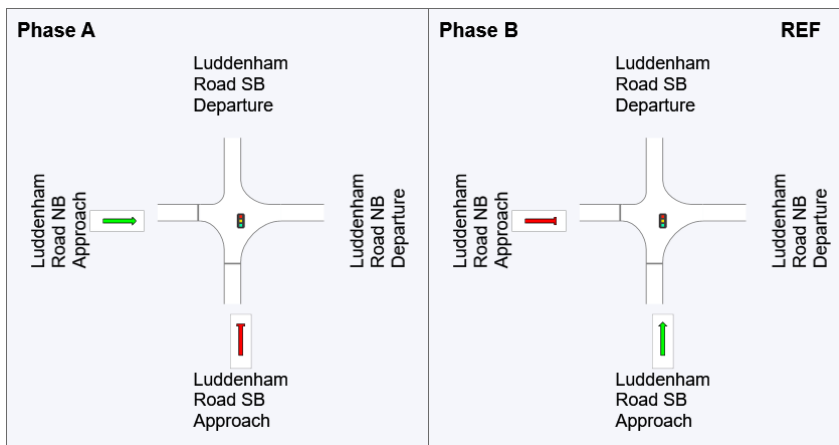 Phase A
Luddenham
Road SB
Departure
Luddenham
Road NB
Approach
Luddenham
Road NB
Departure
Luddenham
Road SB
Approach
Phase B
REF
Luddenham
Road SB
Departure
Luddenham
Road NB
Approach
Luddenham
Road NB
Departure
Luddenham
Road SB
Approach